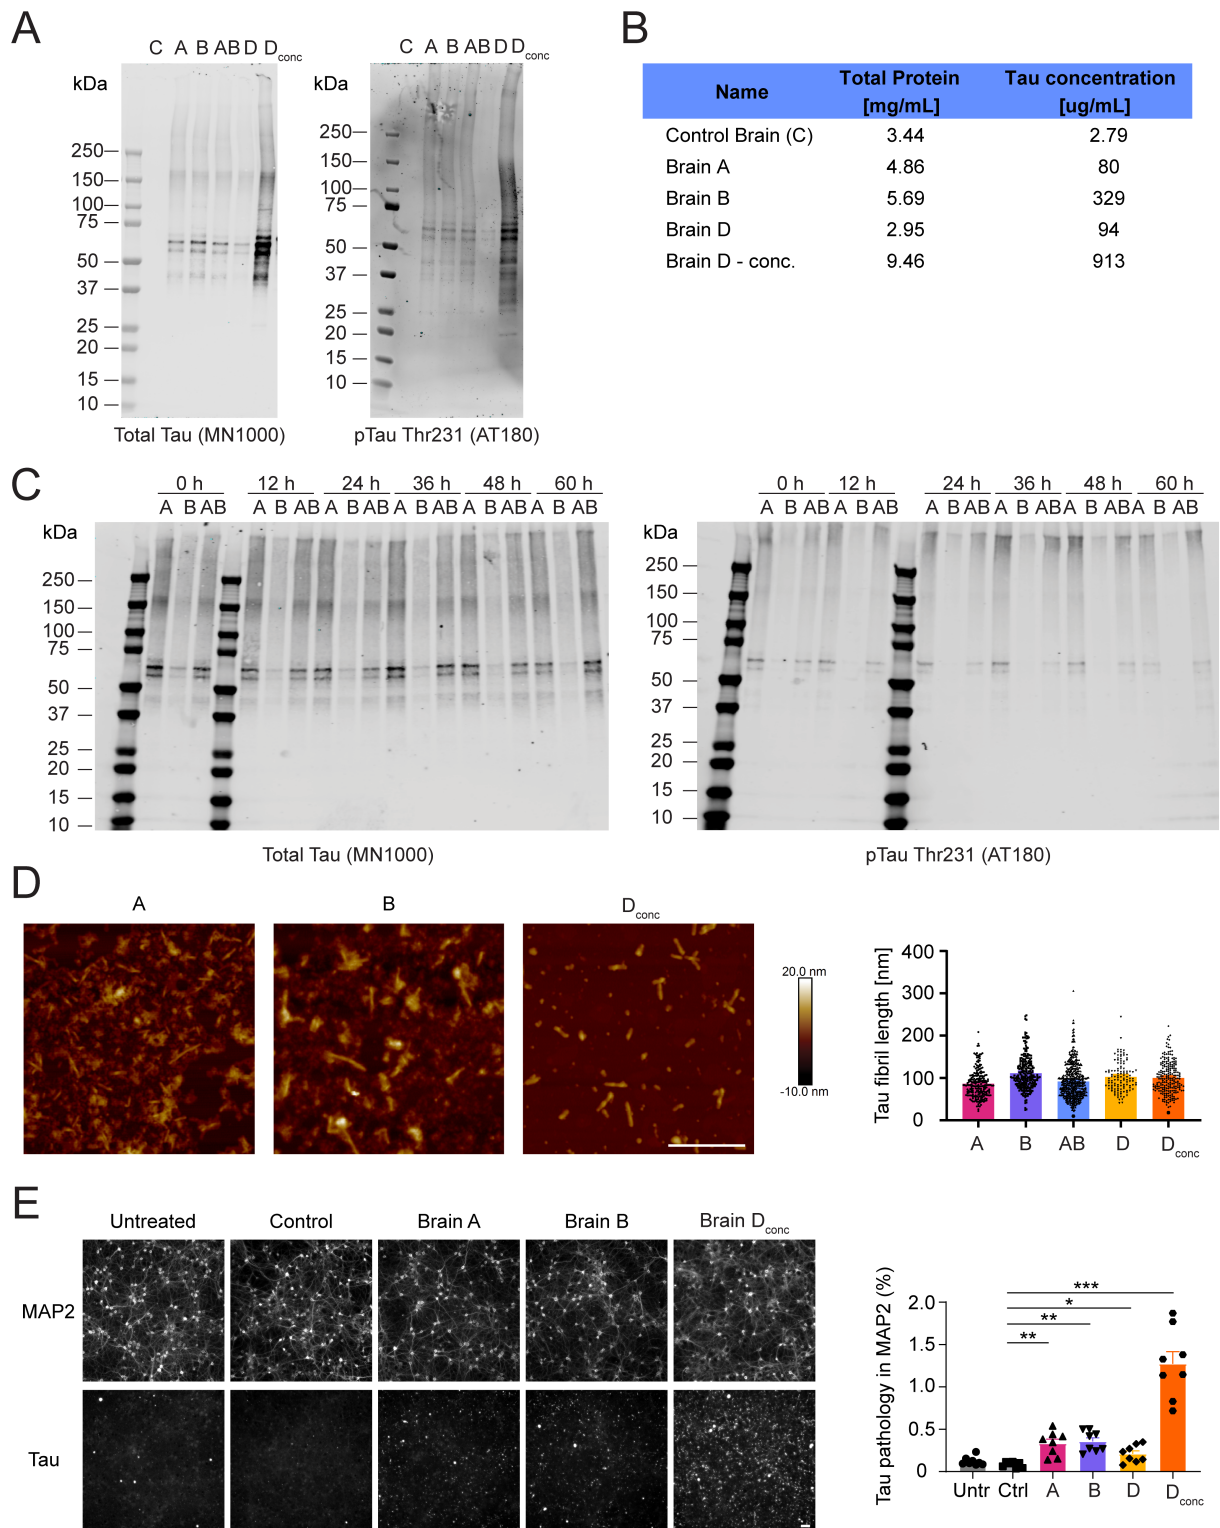 A
C A B AB D D conc
C A B AB D D conc
kDa
250
150
100
75
50
37
25
20
15
10
kDa
250
150
100
75
50
37
25
20
15
10
Total Tau (MN1000)
pTau Thr231 (AT180)
B
Name Total Protein [mg/mL] Tau concentration [ug/mL]
Control Brain (C) 3.44 2.79
Brain A 4.86 80
Brain B 5.69 329
Brain D 2.95 94
Brain D - conc. 9.46 913
C
0 h 12 h 24 h 36 h 48 h 60 h
A B AB A B AB A B AB A B AB A B AB A B AB
kDa
250
150
100
75
50
37
25
20
15
10
Total Tau (MN1000)
0 h 12 h 24 h 36 h 48 h 60 h
A B AB A B AB A B AB A B AB A B AB A B AB
kDa
250
150
100
75
50
37
25
20
15
10
pTau Thr231 (AT180)
D
A
B
D conc
20.0 nm
-10.0 nm
Tau fibril length [nm]
400
300
200
100
0
A B AB D D conc
E
Untreated Control Brain A Brain B Brain D conc
MAP2
Tau
Tau pathology in MAP2 (%)
2.0
1.5
1.0
0.5
0
***
*
**
**
Untr Ctrl A B D D conc